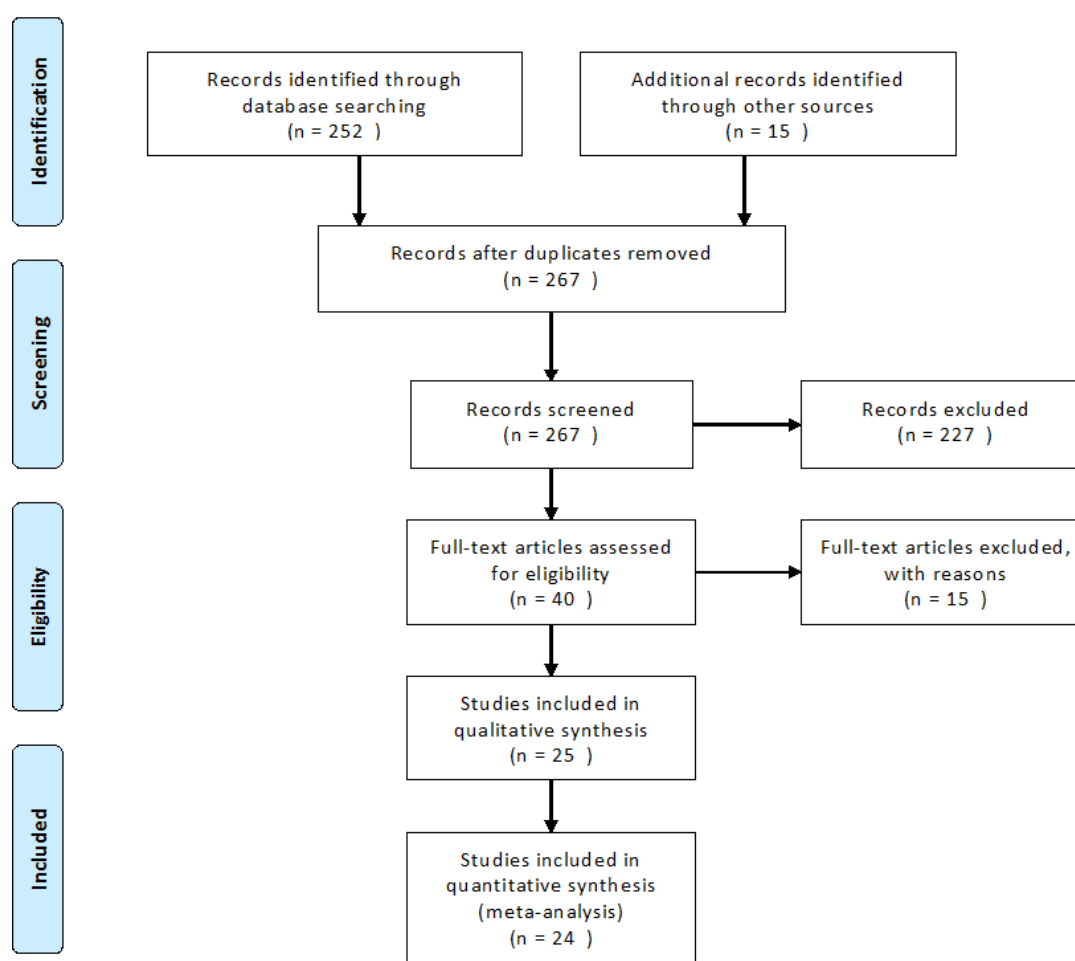 Identification
Records identified through
database searching
(n = 252  )
Additional records identified
through other sources
(n = 15  )
Records after duplicates removed
(n = 267  )
Screening
Records screened
(n = 267  )
Records excluded
(n = 227  )
Eligibility
Full-text articles assessed
for eligibility
(n = 40  )
Full-text articles excluded,
with reasons
(n = 15  )
Studies included in
qualitative synthesis
(n = 25  )
Included
Studies included in
quantitative synthesis
(meta-analysis)
(n = 24  )